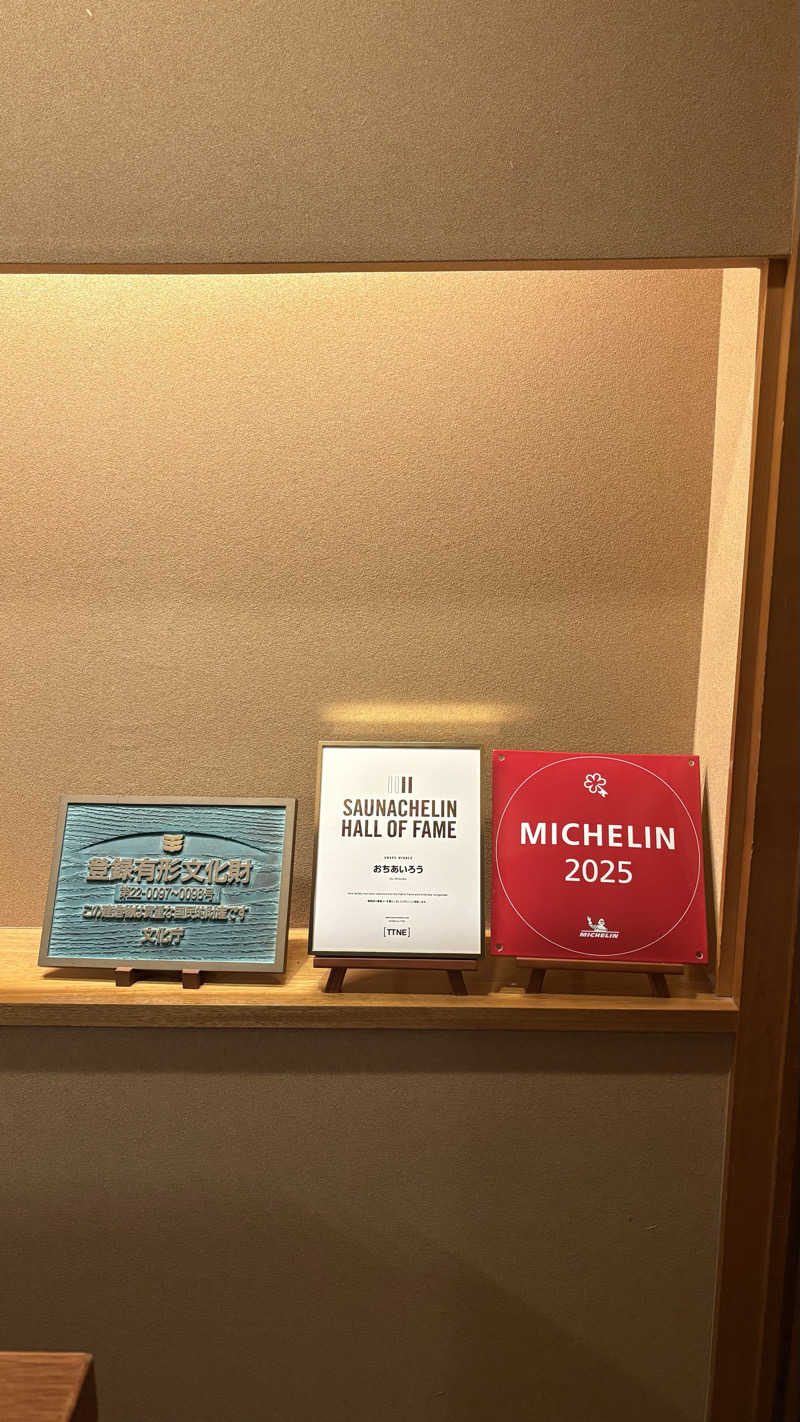 登録有形文化財
第22-0097~0098号
この建造物は貴重な国民的財産です
文化庁
SAUNACHELIN
HALL OF FAME
おちあいろう
[TTNE]
MICHELIN
2025
MICHELIN